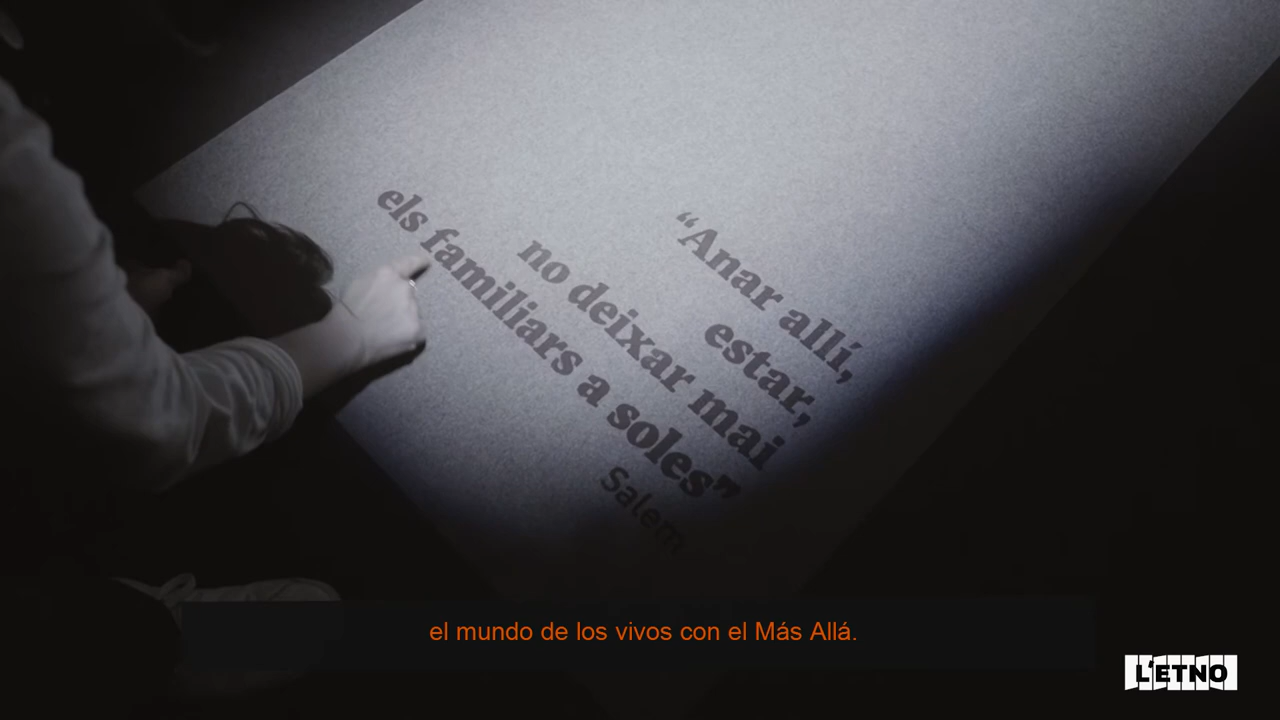 “Anar allí,
estar,
no deixar mai
els familiars a soles”
Salem
el mundo de los vivos con el Más Allá.
L'ETNO